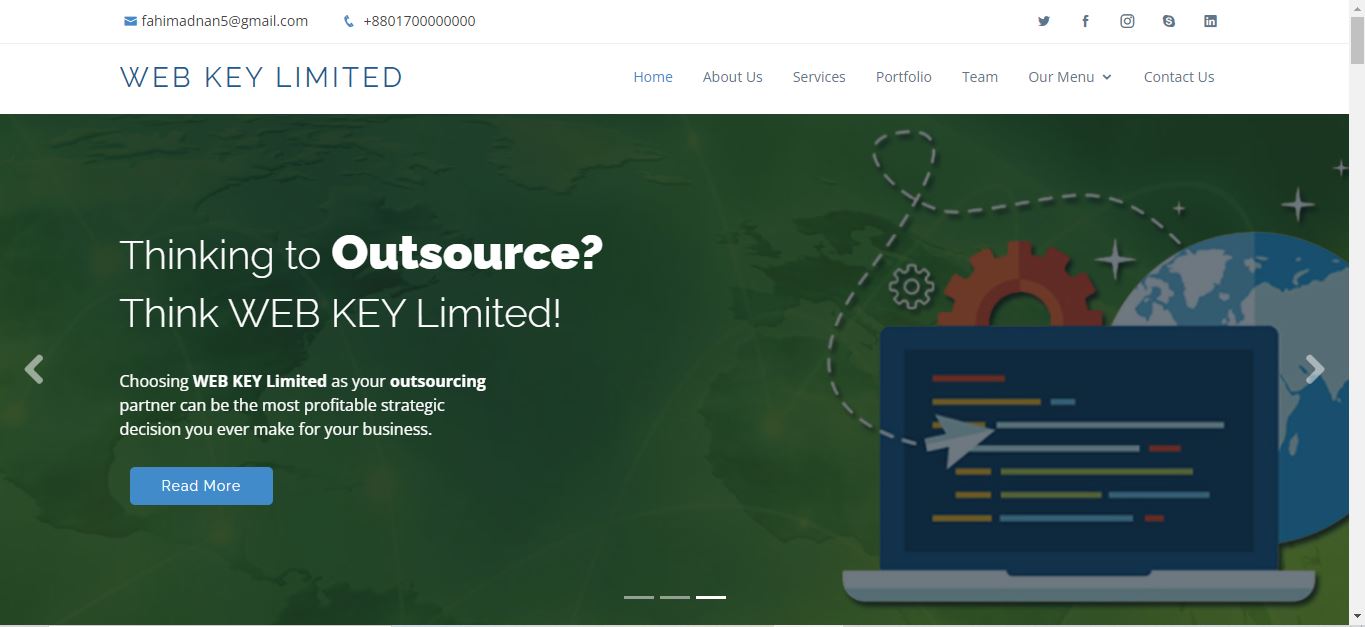 fahimadnan5@gmail.com +8801700000000
WEB KEY LIMITED
Home About Us Services Portfolio Team Our Menu Contact Us
Thinking to Outsource?
Think WEB KEY Limited!
Choosing WEB KEY Limited as your outsourcing
partner can be the most profitable strategic
decision you ever make for your business.
Read More